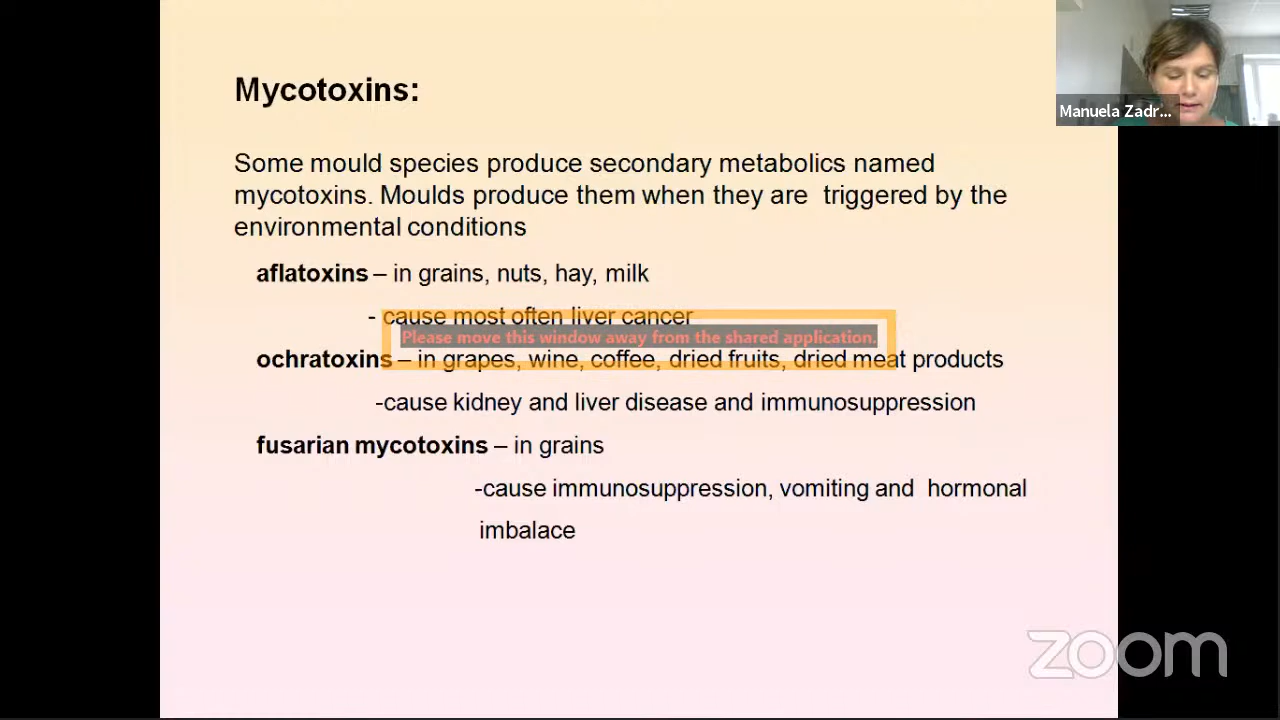 Mycotoxins:
Manuela Zadr...
Some mould species produce secondary metabolics named
mycotoxins. Moulds produce them when they are triggered by the
environmental conditions
aflatoxins – in grains, nuts, hay, milk
- cause most often liver cancer
Please move this window away from the shared application.
ochratoxins – in grapes, wine, coffee, dried fruits, dried meat products
-cause kidney and liver disease and immunosuppression
fusarian mycotoxins – in grains
-cause immunosuppression, vomiting and hormonal
imbalace
zoom